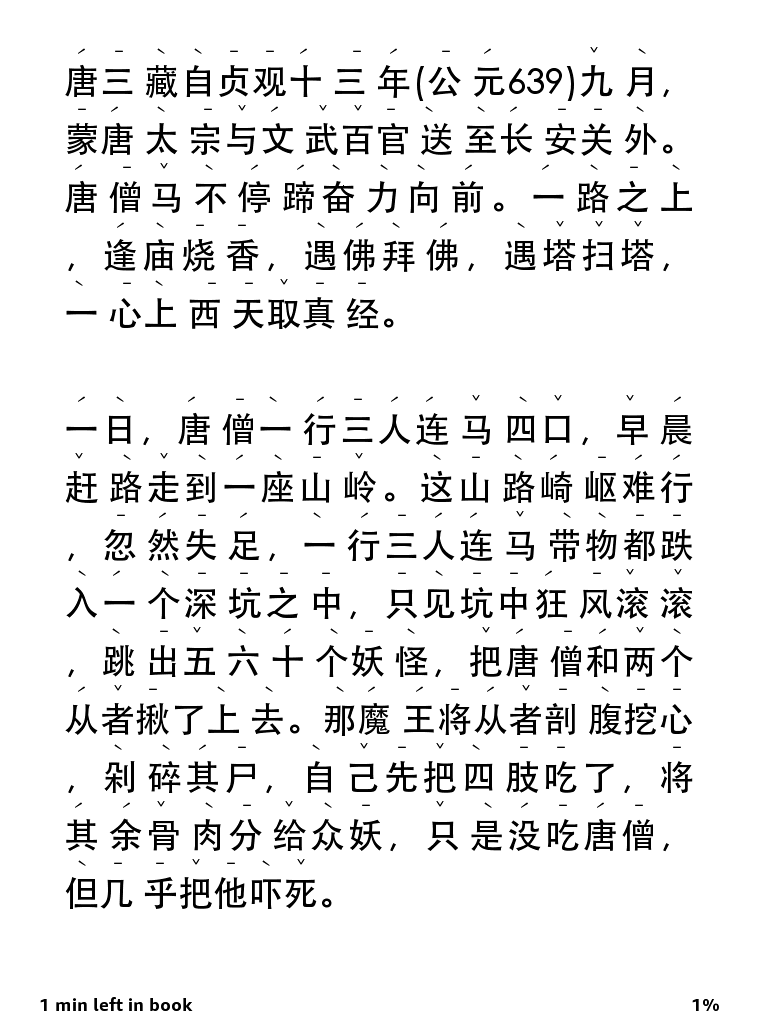 唐三藏自贞观十三年(公元639)九月，
蒙唐太宗与文武百官送至长安关外。
唐僧马不停蹄奋力向前。一路之上
，逢庙烧香，遇佛拜佛，遇塔扫塔，
一心上西天取真经。
一日，唐僧一行三人连马四口，早晨
赶路走到一座山岭。这山路崎岖难行
，忽然失足，一行三人连马带物都跌
入一个深坑之中，只见坑中狂风滚滚
，跳出五六十个妖怪，把唐僧和两个
从者揪了上去。那魔王将从者剖腹挖心
，剁碎其尸，自己先把四肢吃了，将
其余骨肉分给众妖，只是没吃唐僧，
但几乎把他吓死。
1 min left in book
1%